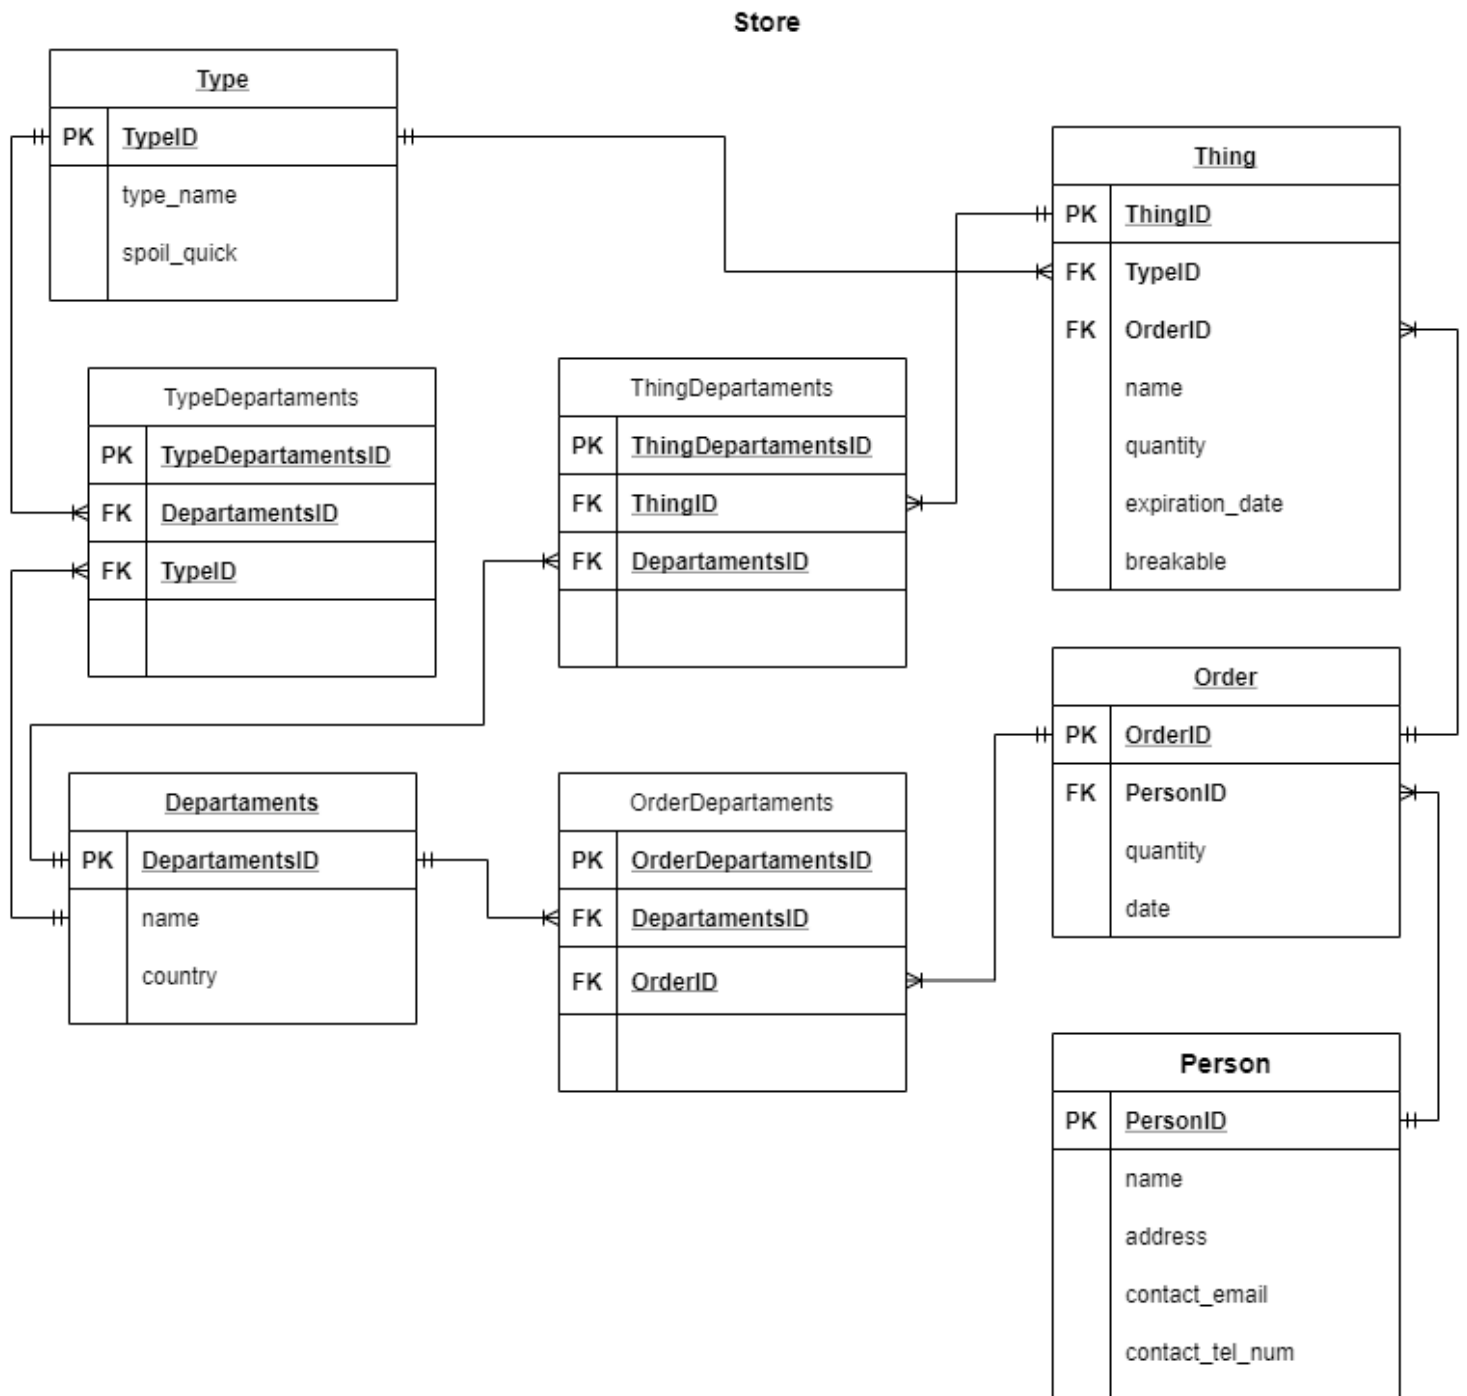 Store
Type
PK TypeID
type_name
spoil_quick
Thing
PK ThingID
FK TypeID
FK OrderID
name
quantity
expiration_date
breakable
TypeDepartaments
PK TypeDepartamentsID
FK DepartamentsID
FK TypeID
ThingDepartaments
PK ThingDepartamentsID
FK ThingID
FK DepartamentsID
Order
PK OrderID
FK PersonID
quantity
date
Departaments
PK DepartamentsID
name
country
OrderDepartaments
PK OrderDepartamentsID
FK DepartamentsID
FK OrderID
Person
PK PersonID
name
address
contact_email
contact_tel_num